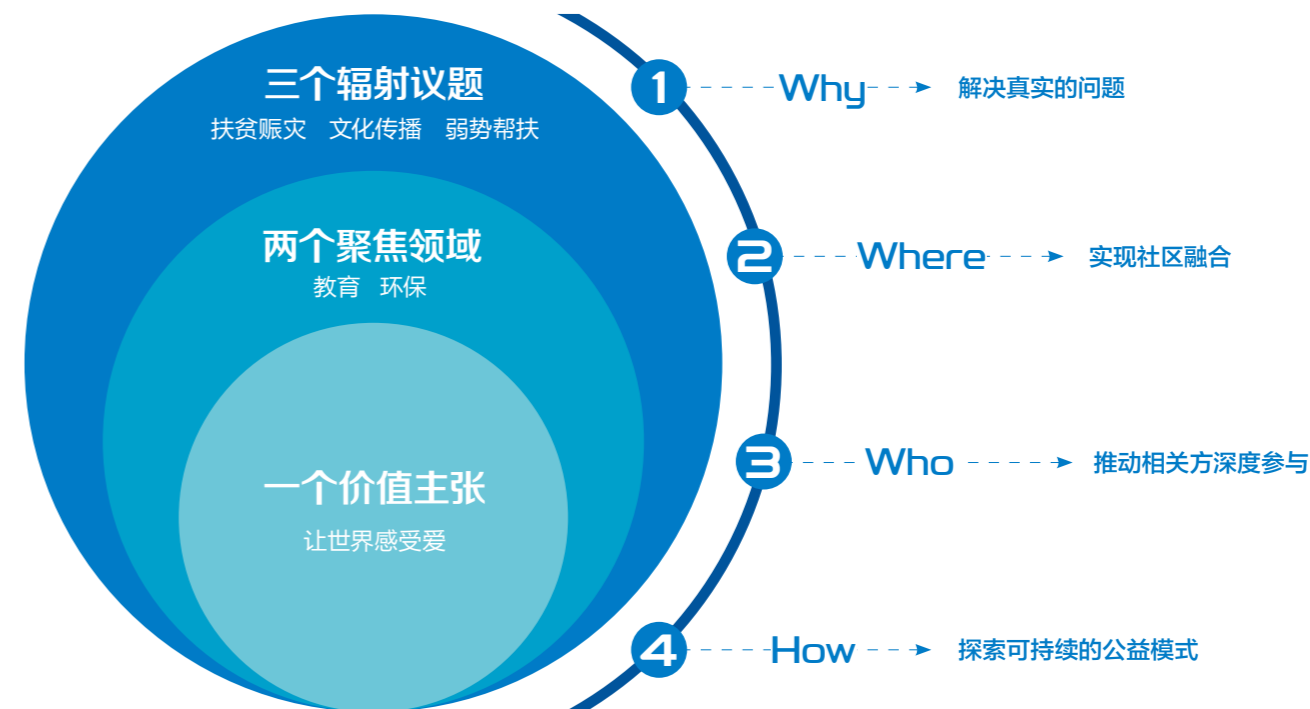 三个辐射议题
扶贫赈灾 文化传播 弱势帮扶
两个聚焦领域
教育 环保
一个价值主张
让世界感受爱
1 Why 解决真实的问题
2 Where 实现社区融合
3 Who 推动相关方深度参与
4 How 探索可持续的公益模式